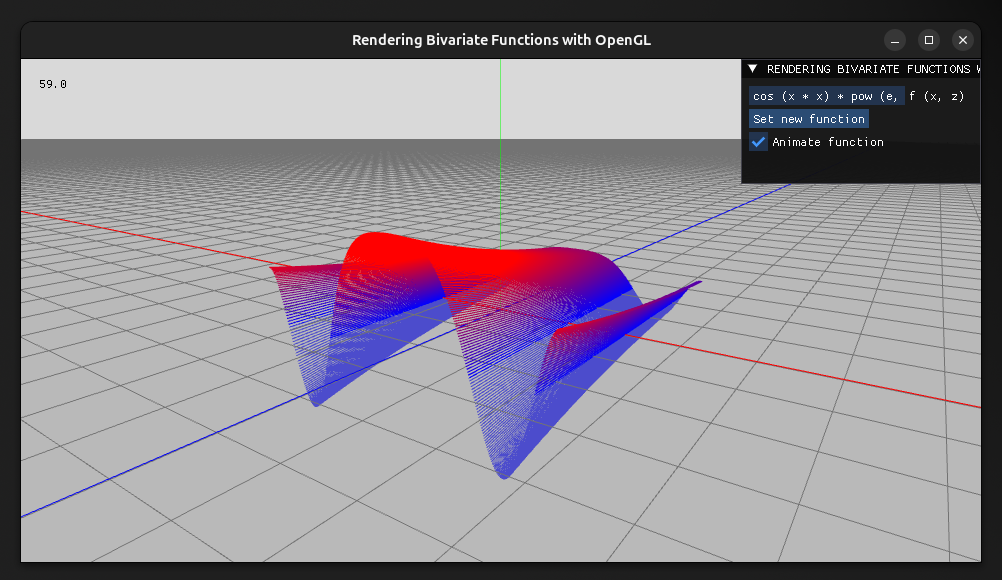 Rendering Bivariate Functions with OpenGL
59.0
RENDERING BIVARIATE FUNCTIONS
cos (x * x) * pow (e, f (x, z)
Set new function
Animate function